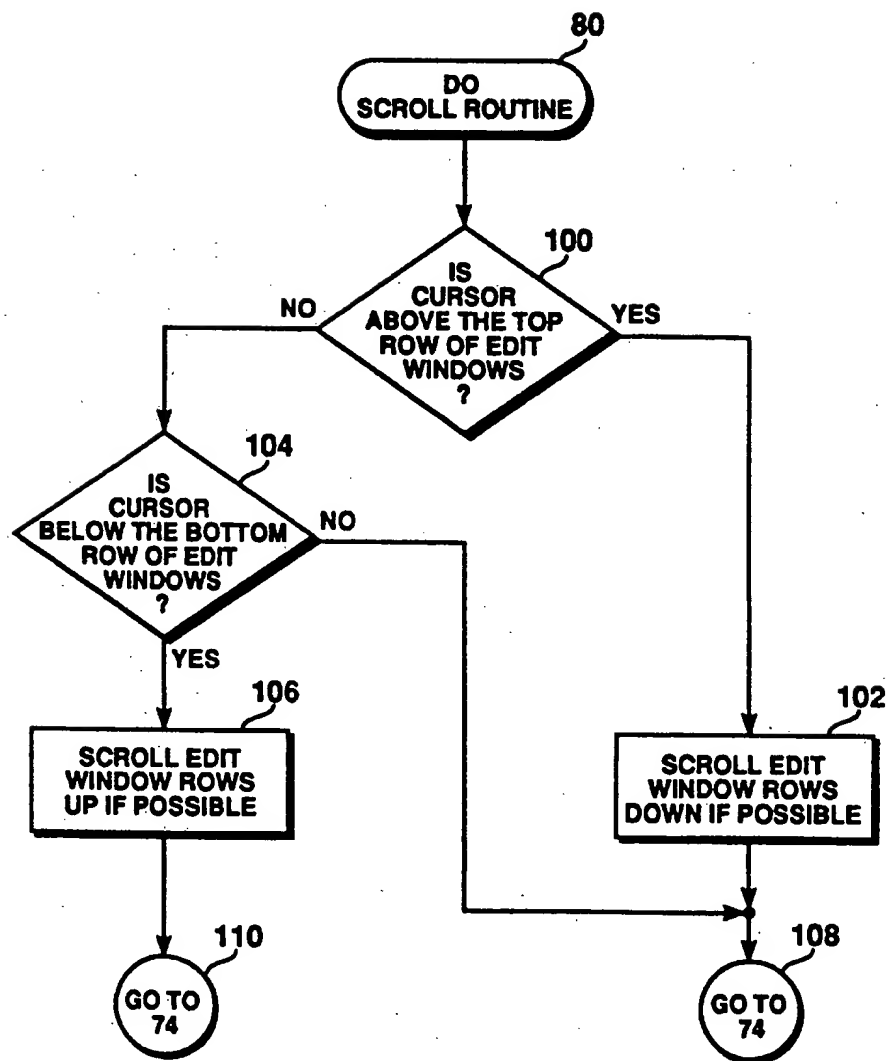 80
DO
SCROLL ROUTINE
100
IS
CURSOR
ABOVE THE TOP
ROW OF EDIT
WINDOWS
?
NO
YES
104
IS
CURSOR
BELOW THE BOTTOM
ROW OF EDIT
WINDOWS
?
NO
YES
106
SCROLL EDIT
WINDOW ROWS
UP IF POSSIBLE
102
SCROLL EDIT
WINDOW ROWS
DOWN IF POSSIBLE
110
GO TO
74
108
GO TO
74